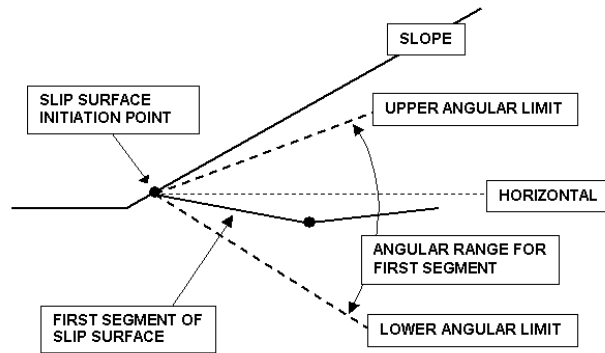 SLOPE
SLIP SURFACE
INITIATION POINT
UPPER ANGULAR LIMIT
HORIZONTAL
ANGULAR RANGE FOR
FIRST SEGMENT
FIRST SEGMENT OF
SLIP SURFACE
LOWER ANGULAR LIMIT